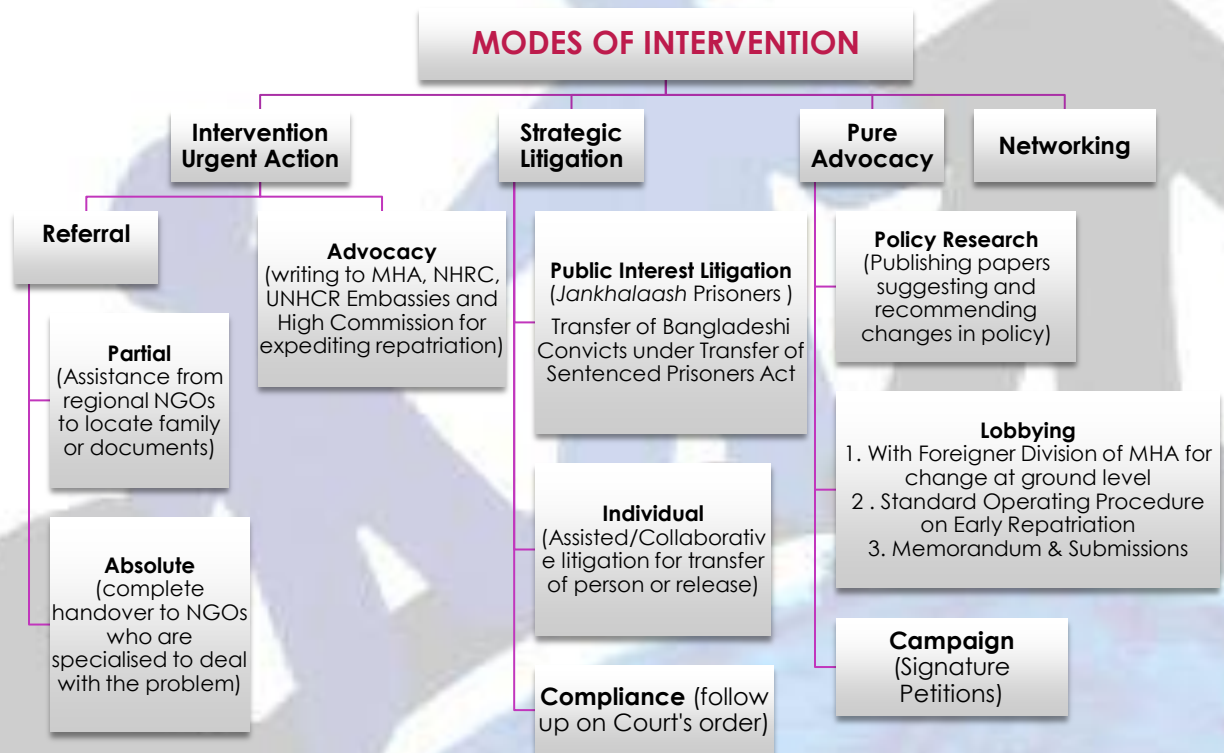 MODES OF INTERVENTION
Intervention
Urgent Action
Strategic
Litigation
Pure
Advocacy
Networking
Referral
Advocacy
(writing to MHA, NHRC,
UNHCR Embassies and
High Commission for
expediting repatriation)
Partial
(Assistance from
regional NGOs
to locate family
or documents)
Absolute
(complete
handover to NGOs
who are
specialised to deal
with the problem)
Public Interest Litigation
(Jankhalaash Prisoners )
Transfer of Bangladeshi
Convicts under Transfer of
Sentenced Prisoners Act
Individual
(Assisted/Collaborativ
e litigation for transfer
of person or release)
Compliance (follow
up on Court's order)
Policy Research
(Publishing papers
suggesting and
recommending
changes in policy)
Lobbying
1. With Foreigner Division of MHA for
change at ground level
2 . Standard Operating Procedure
on Early Repatriation
3. Memorandum & Submissions
Campaign
(Signature
Petitions)